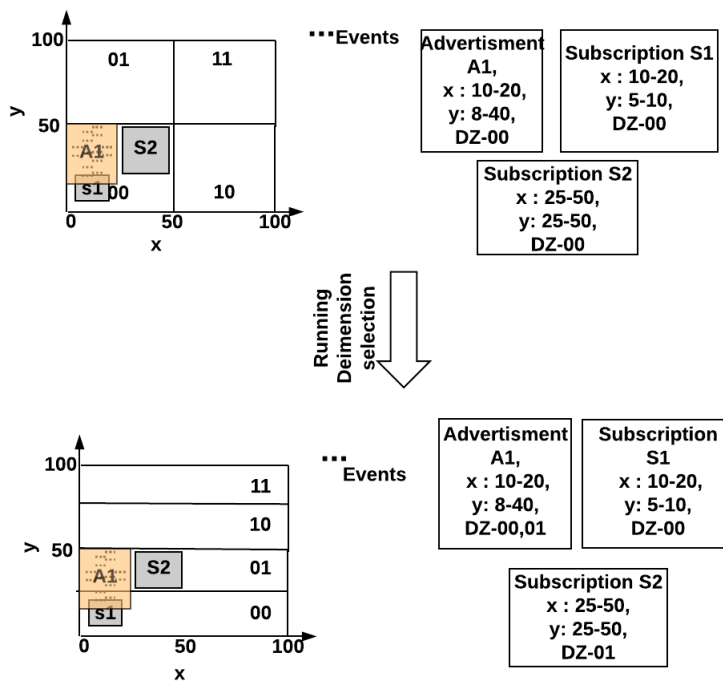 100
01
11
y
50
A1
S2
s1
00
10
0
50
100
x
Events
Advertisment
A1,
x : 10-20,
y: 8-40,
DZ-00
Subscription S1
x : 10-20,
y: 5-10,
DZ-00
Subscription S2
x : 25-50,
y: 25-50,
DZ-00
Running
Deimension
selection
100
11
10
y
50
A1
S2
01
s1
00
0
50
100
x
Events
Advertisment
A1,
x : 10-20,
y: 8-40,
DZ-00,01
Subscription
S1
x : 10-20,
y: 5-10,
DZ-00
Subscription S2
x : 25-50,
y: 25-50,
DZ-01